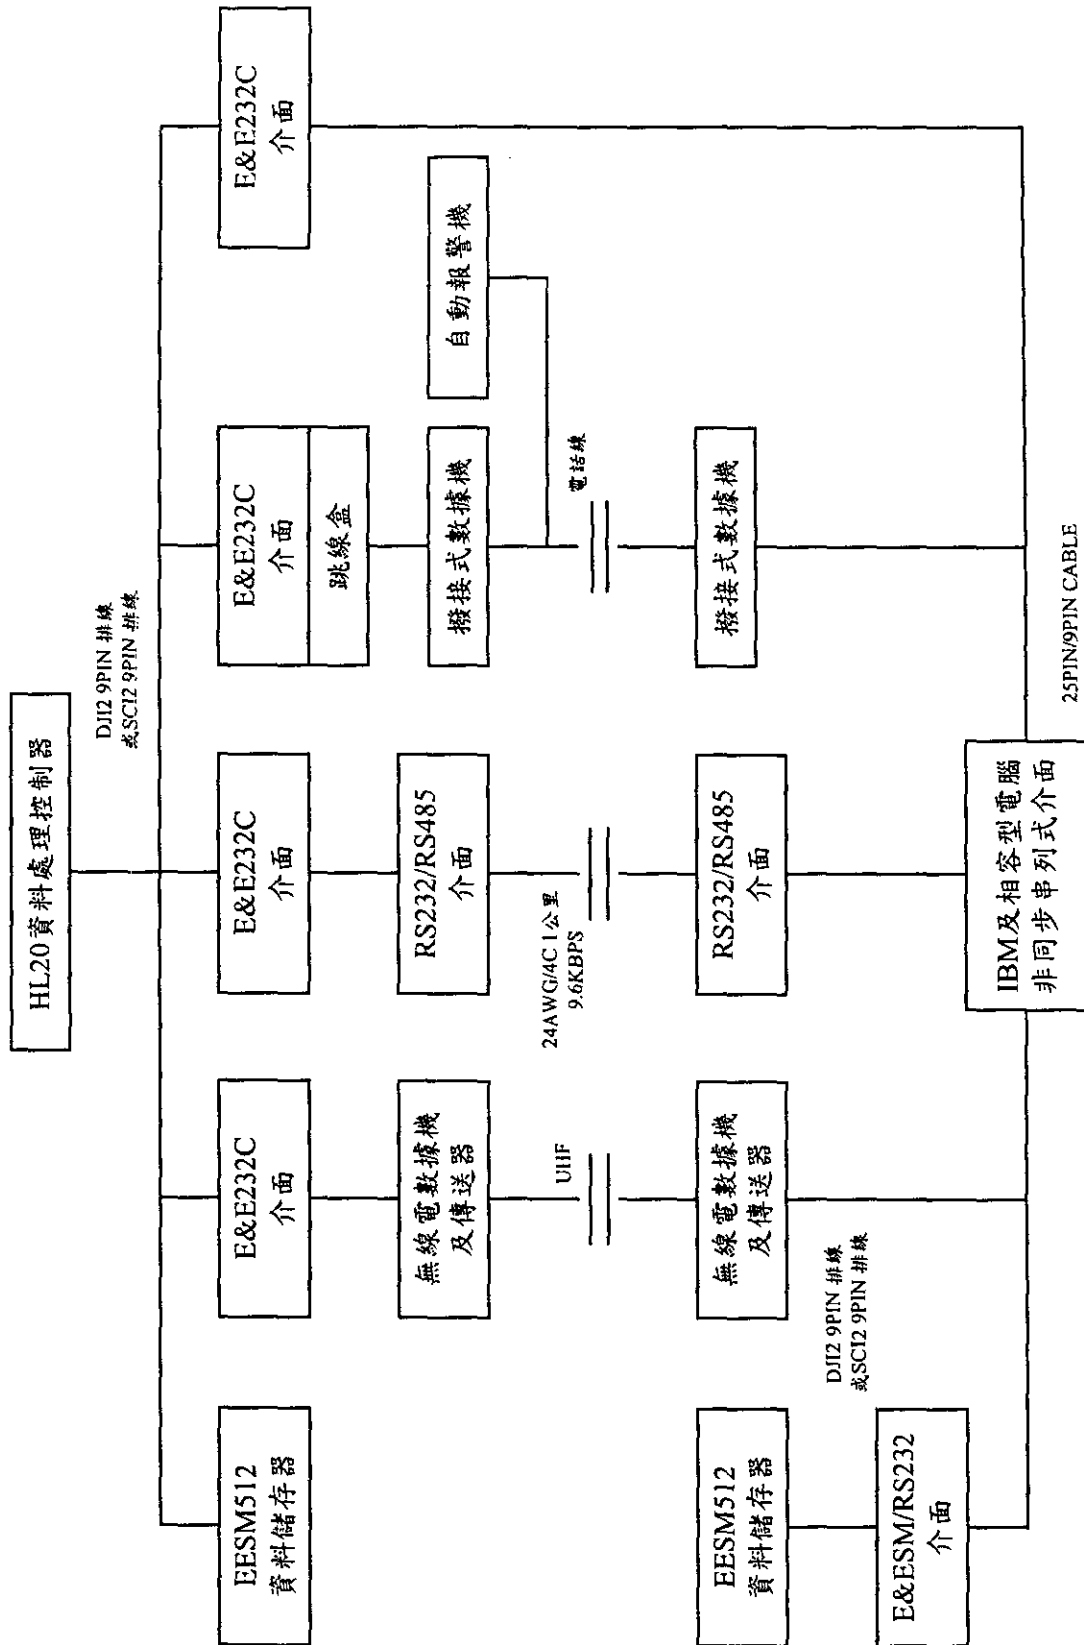 HL20資料處理控制器
DJ12 9PIN 排線
或SC12 9PIN 排線
EESM512
資料儲存器
E&E232C
介面
E&E232C
介面
E&E232C
介面
跳線盒
E&E232C
介面
無線電數據機
及傳送器
RS232/RS485
介面
撥接式數據機
自動報警機
UHF
24AWG/4C 1公里
9.6KBPS
電話線
EESM512
資料儲存器
無線電數據機
及傳送器
RS232/RS485
介面
撥接式數據機
DJ12 9PIN 排線
或SC12 9PIN 排線
E&ESM/RS232
介面
IBM及相容型電腦
非同步串列式介面
25PIN/9PIN CABLE